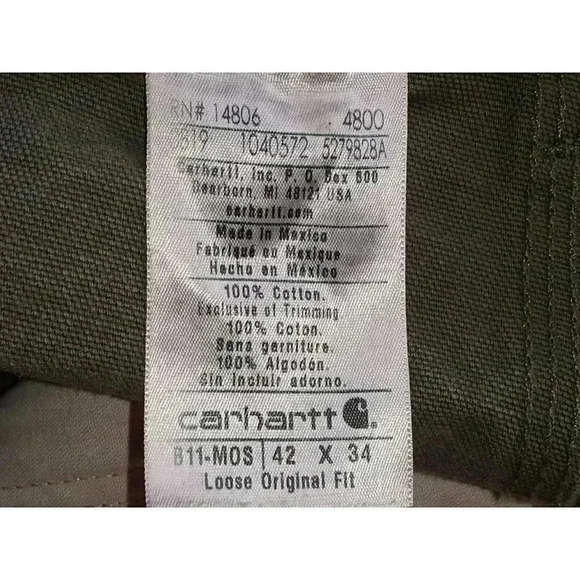 RN# 14806 4800
1040572 5279828A
Carhartt, Inc. P. O. Box 600
Dearborn, MI 48121 USA
carhartt.com
Made in Mexico
Fabriqué au Mexique
Hecho en México
100% Cotton.
Exclusive of Trimming
100% Coton.
Sans garniture.
100% Algodón.
Sin incluir adorno.
carhartt
B11-MOS 42 X 34
Loose Original Fit